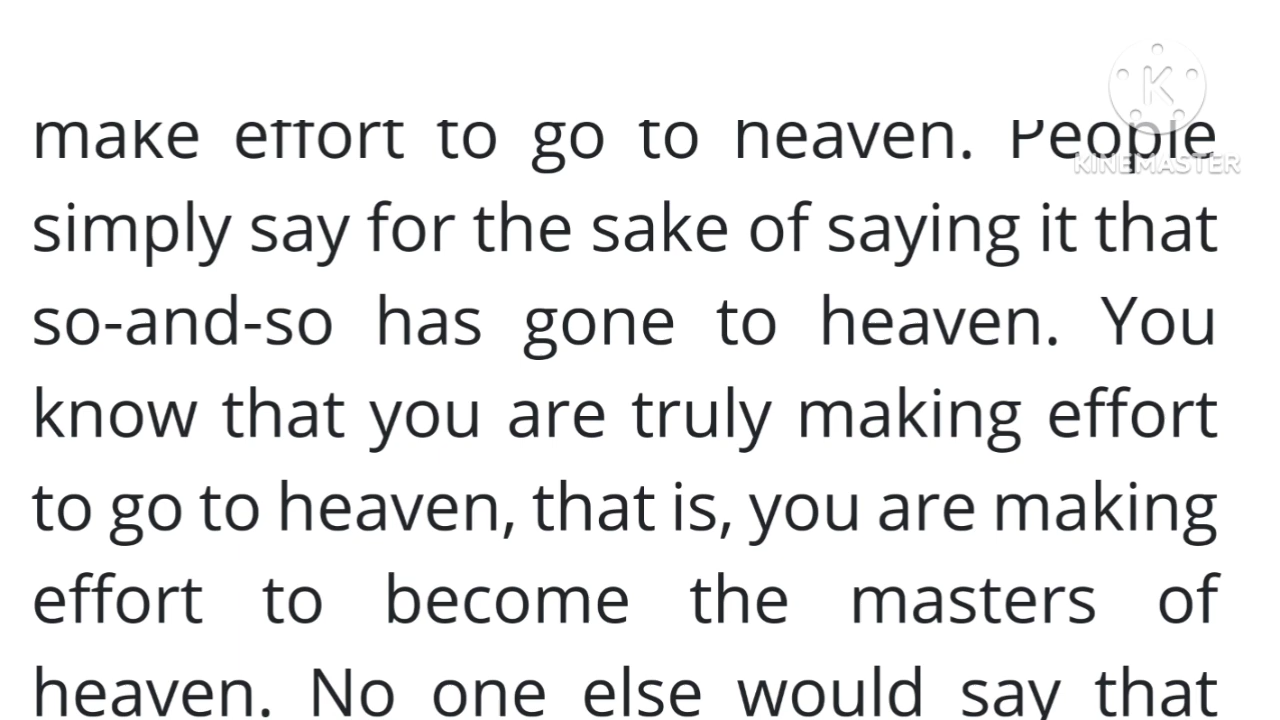 make effort to go to heaven. People
simply say for the sake of saying it that
so-and-so has gone to heaven. You
know that you are truly making effort
to go to heaven, that is, you are making
effort to become the masters of
heaven. No one else would say that
K
KINEMASTER